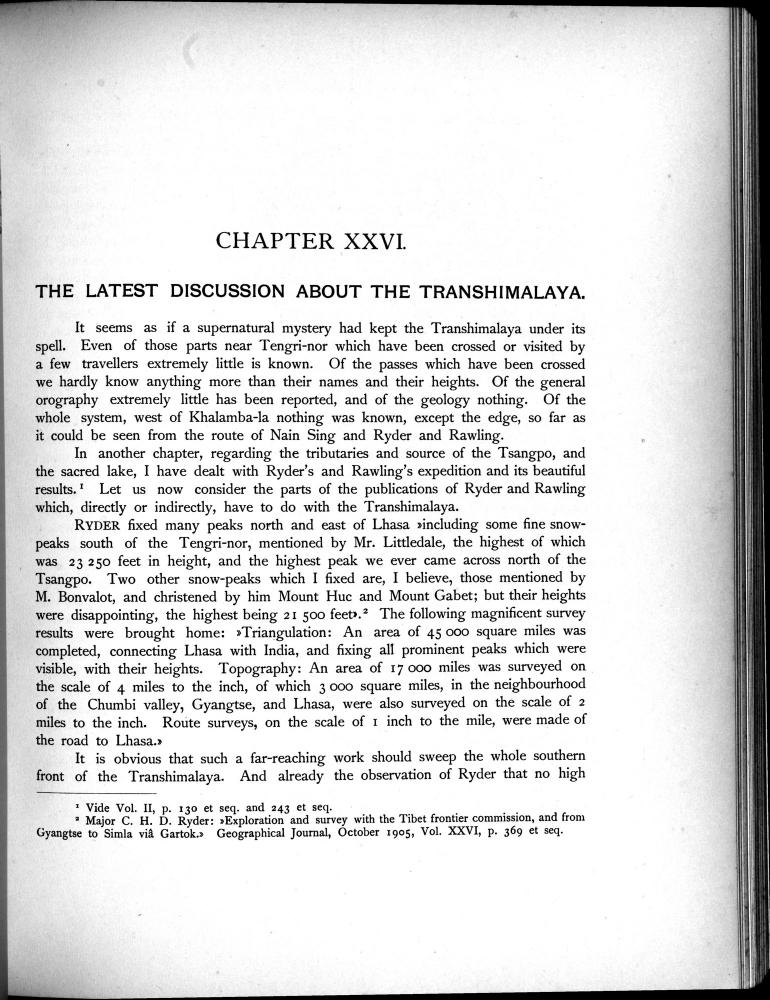 CHAPTER XXVI.
THE LATEST DISCUSSION ABOUT THE TRANSHIMALAYA.
It seems as if a supernatural mystery had kept the Transhimalaya under its
spell. Even of those parts near Tengri-nor which have been crossed or visited by
a few travellers extremely little is known. Of the passes which have been crossed
we hardly know anything more than their names and their heights. Of the general
orography extremely little has been reported, and of the geology nothing. Of the
whole system, west of Khalamba-la nothing was known, except the edge, so far as
it could be seen from the route of Nain Sing and Ryder and Rawling.
In another chapter, regarding the tributaries and source of the Tsangpo, and
the sacred lake, I have dealt with Ryder's and Rawling's expedition and its beautiful
results.¹ Let us now consider the parts of the publications of Ryder and Rawling
which, directly or indirectly, have to do with the Transhimalaya.
RYDER fixed many peaks north and east of Lhasa »including some fine snow-
peaks south of the Tengri-nor, mentioned by Mr. Littledale, the highest of which
was 23 250 feet in height, and the highest peak we ever came across north of the
Tsangpo. Two other snow-peaks which I fixed are, I believe, those mentioned by
M. Bonvalot, and christened by him Mount Huc and Mount Gabet; but their heights
were disappointing, the highest being 21 500 feet».² The following magnificent survey
results were brought home: »Triangulation: An area of 45 000 square miles was
completed, connecting Lhasa with India, and fixing all prominent peaks which were
visible, with their heights. Topography: An area of 17 000 miles was surveyed on
the scale of 4 miles to the inch, of which 3 000 square miles, in the neighbourhood
of the Chumbi valley, Gyangtse, and Lhasa, were also surveyed on the scale of 2
miles to the inch. Route surveys, on the scale of 1 inch to the mile, were made of
the road to Lhasa.»
It is obvious that such a far-reaching work should sweep the whole southern
front of the Transhimalaya. And already the observation of Ryder that no high
¹ Vide Vol. II, p. 130 et seq. and 243 et seq.
² Major C. H. D. Ryder: »Exploration and survey with the Tibet frontier commission, and from
Gyangtse to Simla viâ Gartok.» Geographical Journal, October 1905, Vol. XXVI, p. 369 et seq.